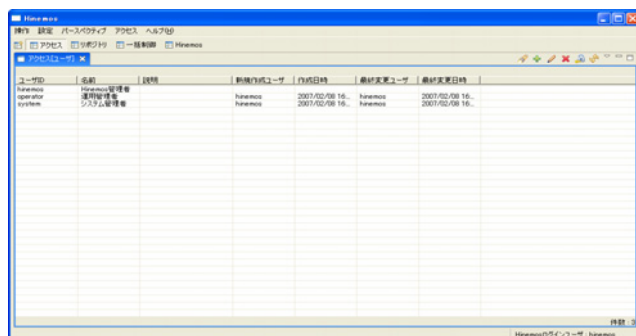 Hinemos
操作 設定 パースペクティブ アクセス ヘルプ(H)
アクセス リポジトリ 一括制御 Hinemos
アクセス[ユーザ]
ユーザID 名前 説明 新規作成ユーザ 作成日時 最終変更ユーザ 最終変更日時
hinemos Hinemos管理者
operator 運用管理者 hinemos 2007/02/08 16... hinemos 2007/02/08 16...
system システム管理者 hinemos 2007/02/08 16... hinemos 2007/02/08 16...
件数 : 3
Hinemosログインユーザ : hinemos